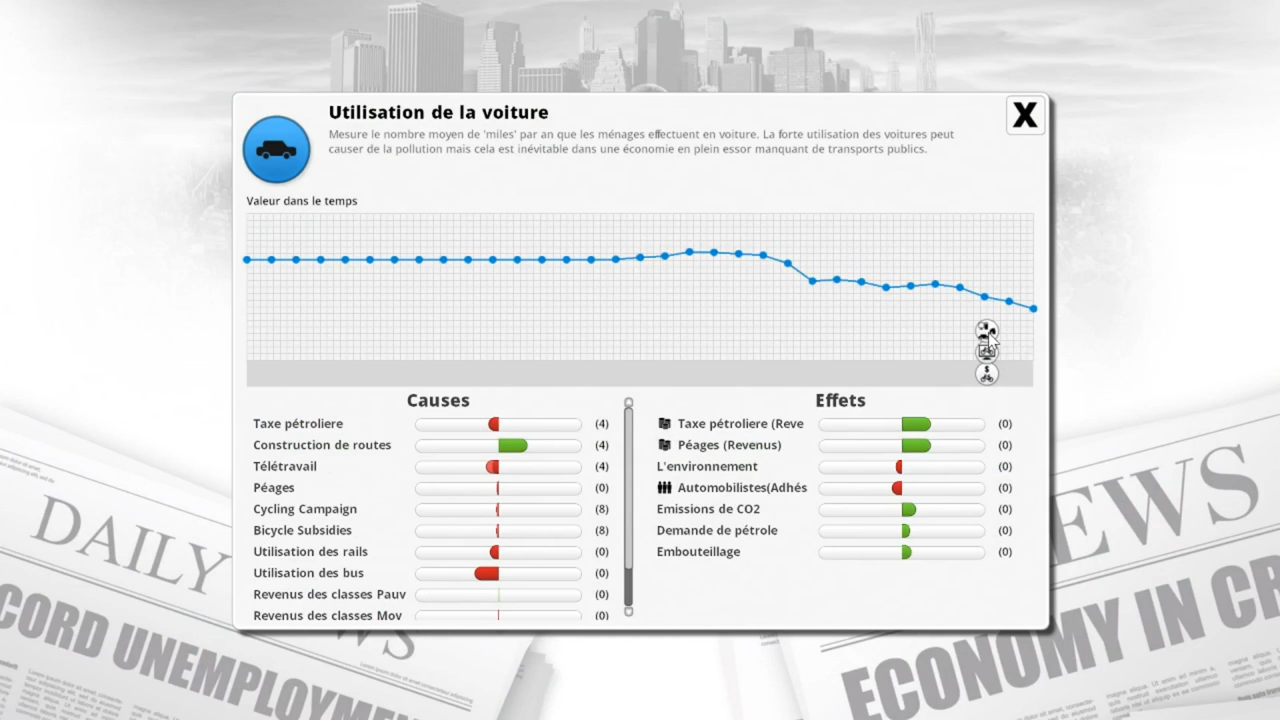 Utilisation de la voiture
X
Mesure le nombre moyen de 'miles' par an que les ménages effectuent en voiture. La forte utilisation des voitures peut
causer de la pollution mais cela est inévitable dans une économie en plein essor manquant de transports publics.
Valeur dans le temps
$
Causes
Effets
Taxe pétroliere (4)
Construction de routes (4)
Télétravail (4)
Péages (0)
Cycling Campaign (8)
Bicycle Subsidies (8)
Utilisation des rails (0)
Utilisation des bus (0)
Revenus des classes Pauv (0)
Revenus des classes Moy (0)
Taxe pétroliere (Reve (0)
Péages (Revenus) (0)
L'environnement (0)
Automobilistes(Adhés (0)
Emissions de CO2 (0)
Demande de pétrole (0)
Embouteillage (0)
DAILY
WS
CORD UNEMPLOYME
EWS
ECONOMY IN CR